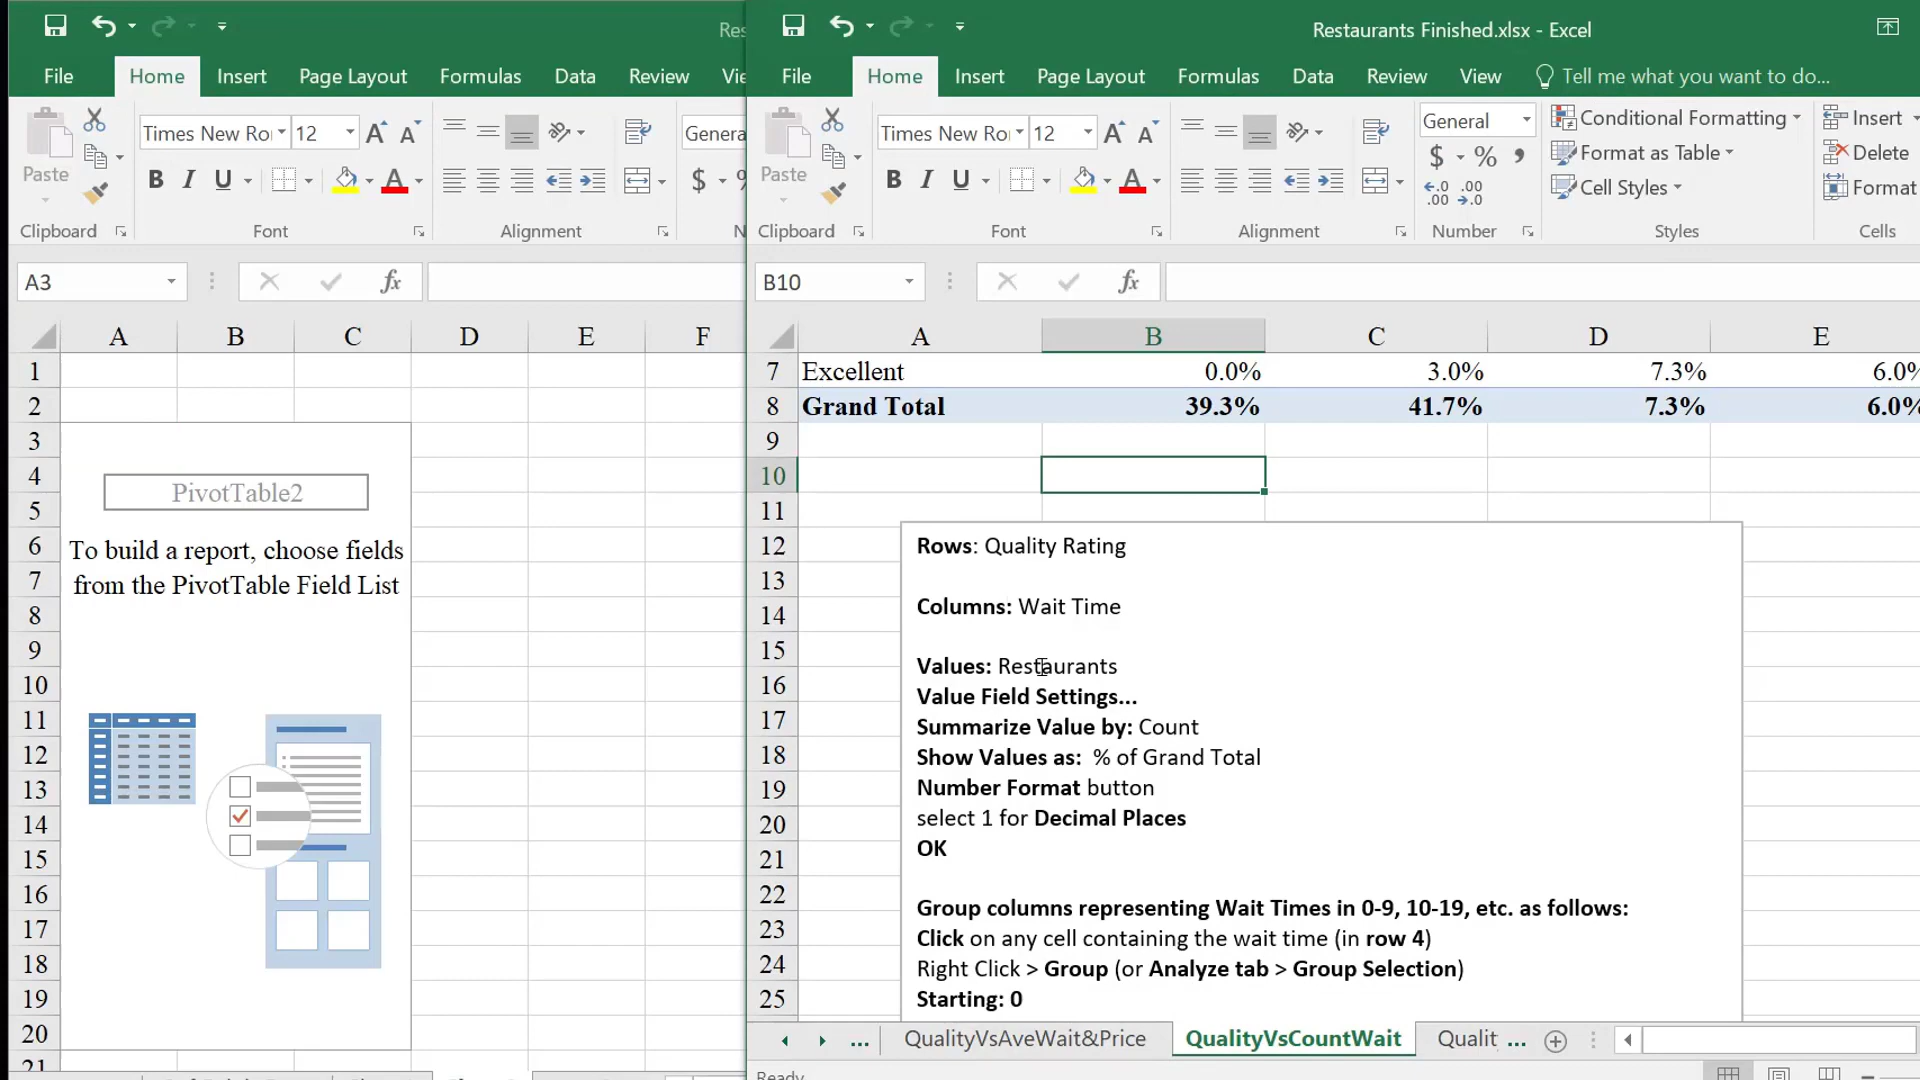 Res
Restaurants Finished.xlsx - Excel
File Home Insert Page Layout Formulas Data Review Vie
File Home Insert Page Layout Formulas Data Review View Tell me what you want to do...
Paste
Times New Ro 12
Genera
B I U
$ %
Clipboard Font Alignment N
Paste
Times New Ro 12
General
B I U
$ %
Conditional Formatting
Format as Table
Cell Styles
Insert
Delete
Format
Clipboard Font Alignment Number Styles Cells
A3 fx
B10 fx
A B C D E F
1
2
3
4
5
6
7
8
9
10
11
12
13
14
15
16
17
18
19
20
21
PivotTable2
To build a report, choose fields
from the PivotTable Field List
A B C D E
7 Excellent 0.0% 3.0% 7.3% 6.0%
8 Grand Total 39.3% 41.7% 7.3% 6.0%
9
10
11
12
13
14
15
16
17
18
19
20
21
22
23
24
25
Rows: Quality Rating
Columns: Wait Time
Values: Restaurants
Value Field Settings...
Summarize Value by: Count
Show Values as: % of Grand Total
Number Format button
select 1 for Decimal Places
OK
Group columns representing Wait Times in 0-9, 10-19, etc. as follows:
Click on any cell containing the wait time (in row 4)
Right Click > Group (or Analyze tab > Group Selection)
Starting: 0
... QualityVsAveWait&Price QualityVsCountWait Qualit ...
Ready